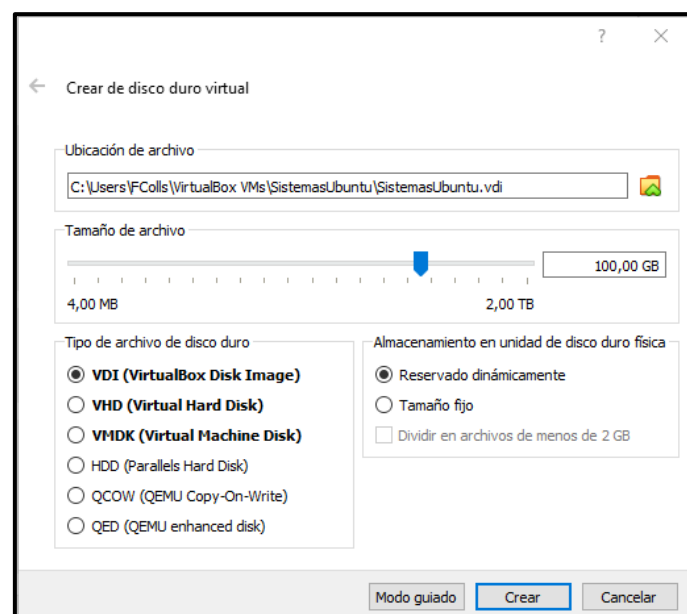 ?
Crear de disco duro virtual
Ubicación de archivo
C:\Users\FColls\VirtualBox VMs\SistemasUbuntu\SistemasUbuntu.vdi
Tamaño de archivo
100,00 GB
4,00 MB 2,00 TB
Tipo de archivo de disco duro
VDI (VirtualBox Disk Image)
VHD (Virtual Hard Disk)
VMDK (Virtual Machine Disk)
HDD (Parallels Hard Disk)
QCOW (QEMU Copy-On-Write)
QED (QEMU enhanced disk)
Almacenamiento en unidad de disco duro física
Reservado dinámicamente
Tamaño fijo
Dividir en archivos de menos de 2 GB
Modo guiado Crear Cancelar